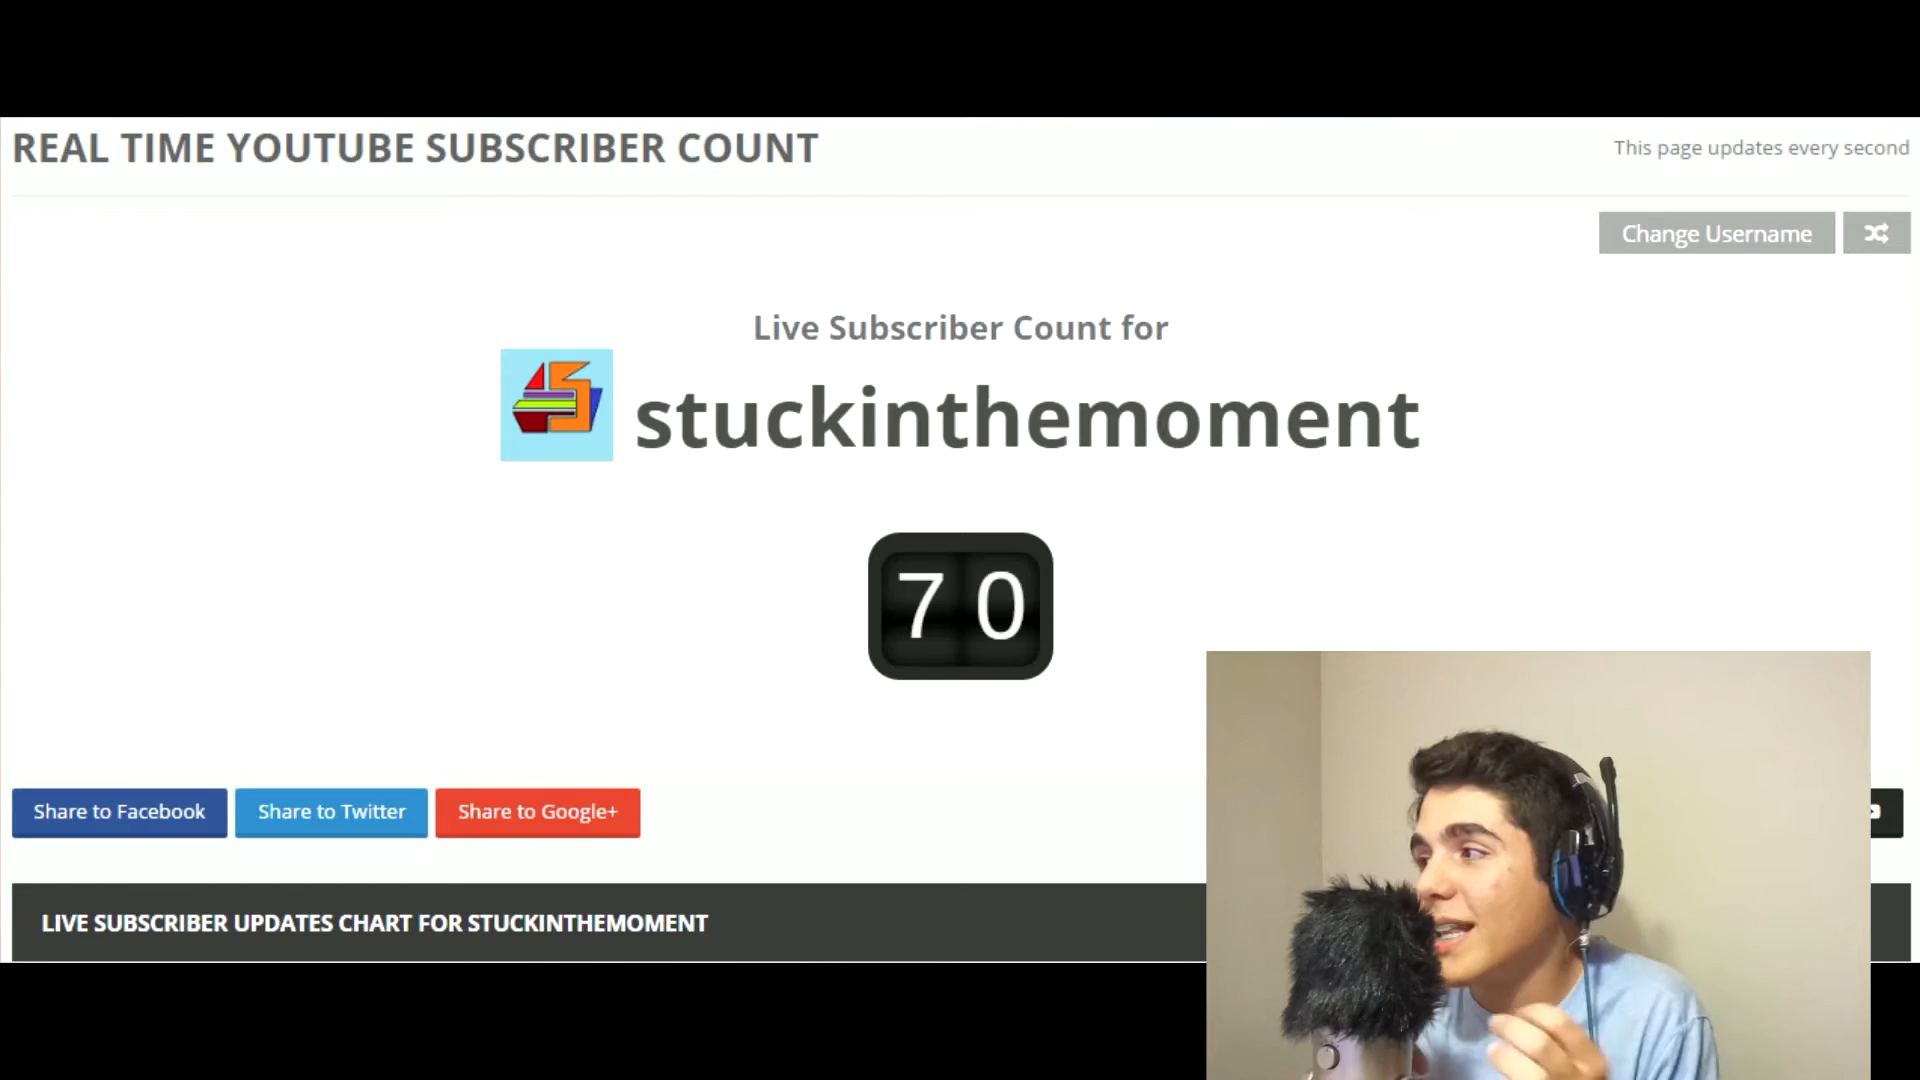 REAL TIME YOUTUBE SUBSCRIBER COUNT
This page updates every second
Change Username
Live Subscriber Count for
stuckinthemoment
70
Share to Facebook
Share to Twitter
Share to Google+
LIVE SUBSCRIBER UPDATES CHART FOR STUCKINTHEMOMENT